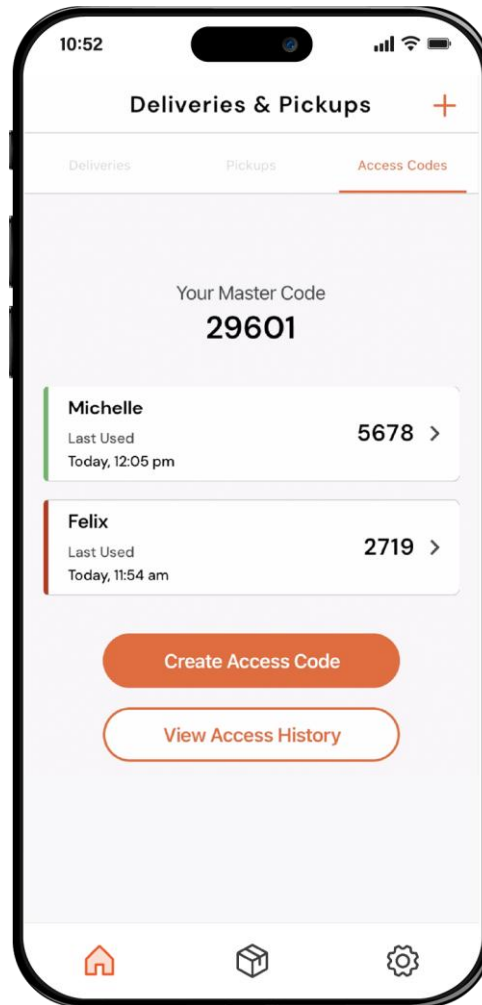 10:52
Deliveries & Pickups +
Deliveries Pickups Access Codes
Your Master Code
29601
Michelle
Last Used
Today, 12:05 pm
5678 >
Felix
Last Used
Today, 11:54 am
2719 >
Create Access Code
View Access History